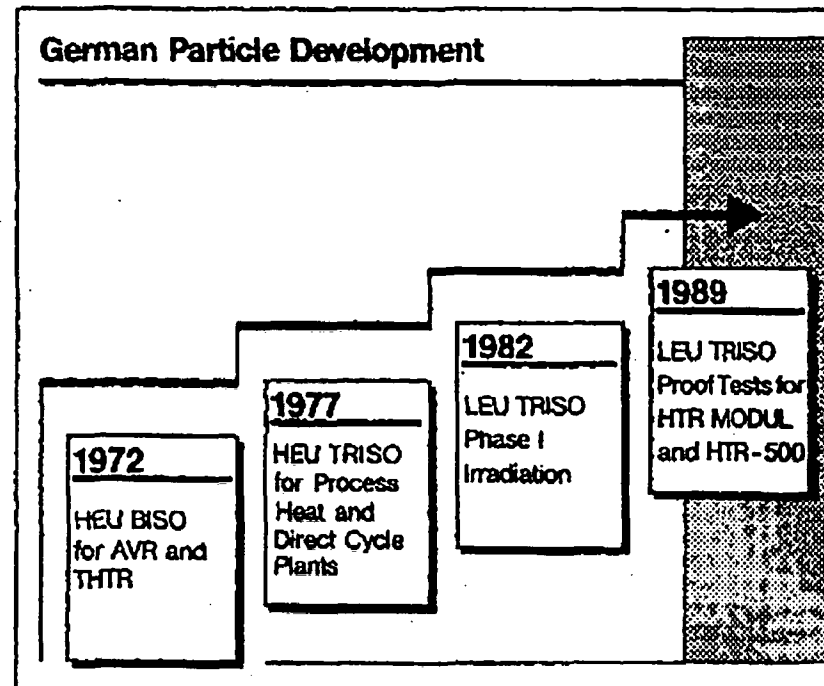 German Particle Development
1972
HEU BISO
for AVR and
THTR
1977
HEU TRISO
for Process
Heat and
Direct Cycle
Plants
1982
LEU TRISO
Phase I
Irradiation
1989
LEU TRISO
Proof Tests for
HTR MODUL
and HTR-500